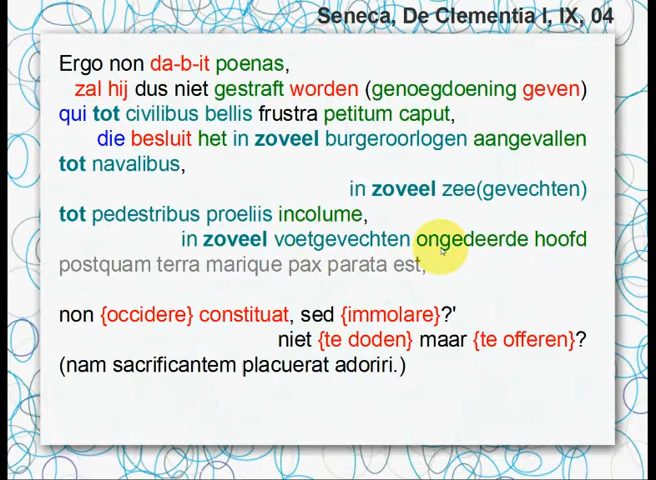 Seneca, De Clementia I, IX, 04
Ergo non da-b-it poenas,
zal hij dus niet gestraft worden (genoegdoening geven)
qui tot civilibus bellis frustra petitum caput,
die besluit het in zoveel burgeroorlogen aangevallen
tot navalibus,
in zoveel zee(gevechten)
tot pedestribus proeliis incolume,
in zoveel voetgevechten ongedeerde hoofd
postquam terra marique pax parata est,
non {occidere} constituat, sed {immolare}?'
niet {te doden} maar {te offeren}?
(nam sacrificantem placuerat adoriri.)